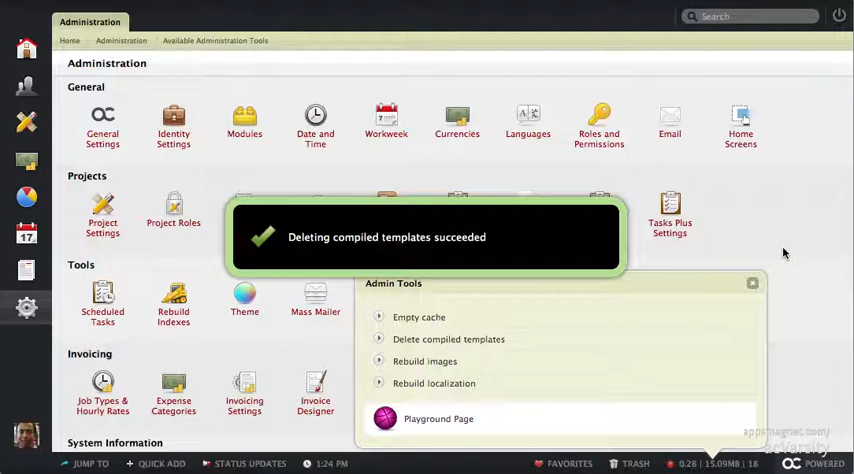 Administration
Search
Home
Administration
Available Administration Tools
Administration
General
General Settings
Identity Settings
Modules
Date and Time
Workweek
Currencies
Languages
Roles and Permissions
Email
Home Screens
Projects
Project Settings
Project Roles
Tasks Plus Settings
Deleting compiled templates succeeded
Tools
Scheduled Tasks
Rebuild Indexes
Theme
Mass Mailer
Admin Tools
Empty cache
Delete compiled templates
Rebuild images
Rebuild localization
Playground Page
Invoicing
Job Types & Hourly Rates
Expense Categories
Invoicing Settings
Invoice Designer
System Information
17
appsmagnet.com/
acVarsity
JUMP TO
QUICK ADD
STATUS UPDATES
1:24 PM
FAVORITES
TRASH
0.28 | 15.09MB | 18
POWERED